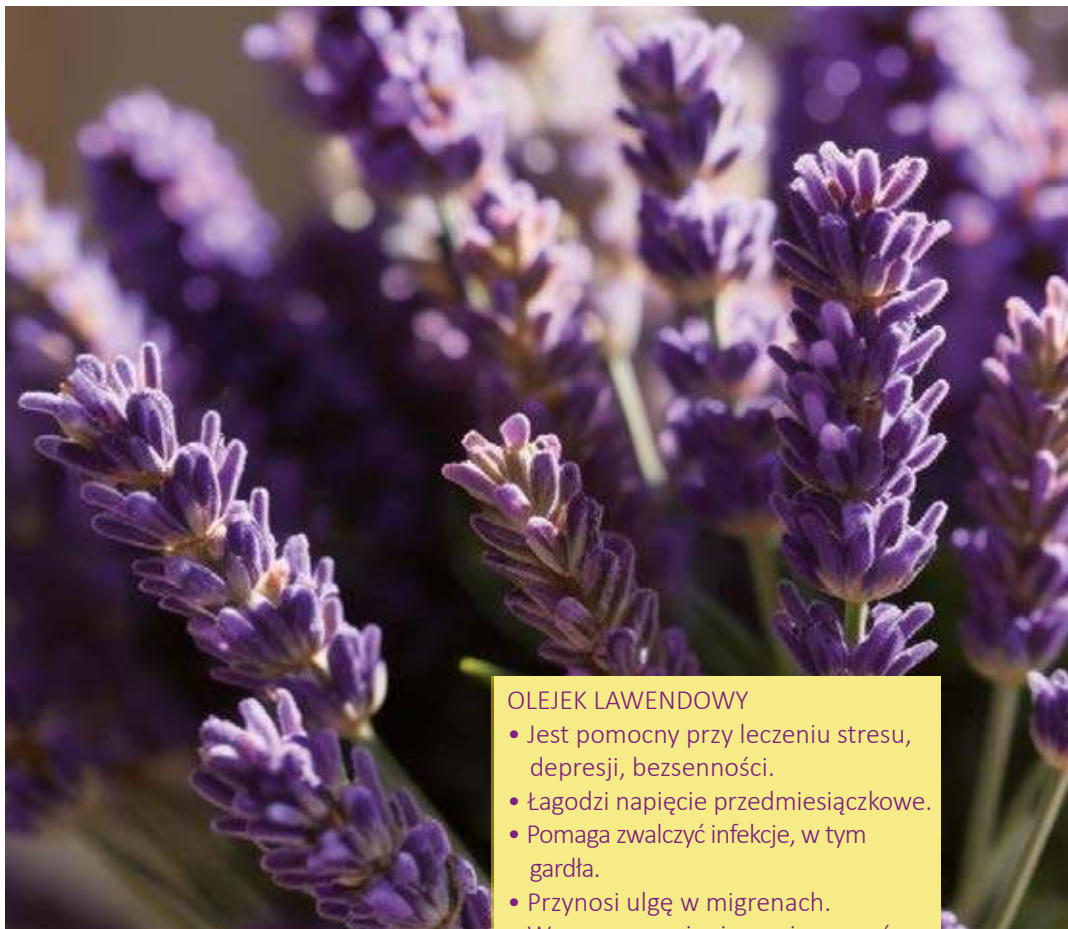 OLEJEK LAWENDOWY
• Jest pomocny przy leczeniu stresu,
depresji, bezsenności.
• Łagodzi napięcie przedmiesiączkowe.
• Pomaga zwalczyć infekcje, w tym
gardła.
• Przynosi ulgę w migrenach.